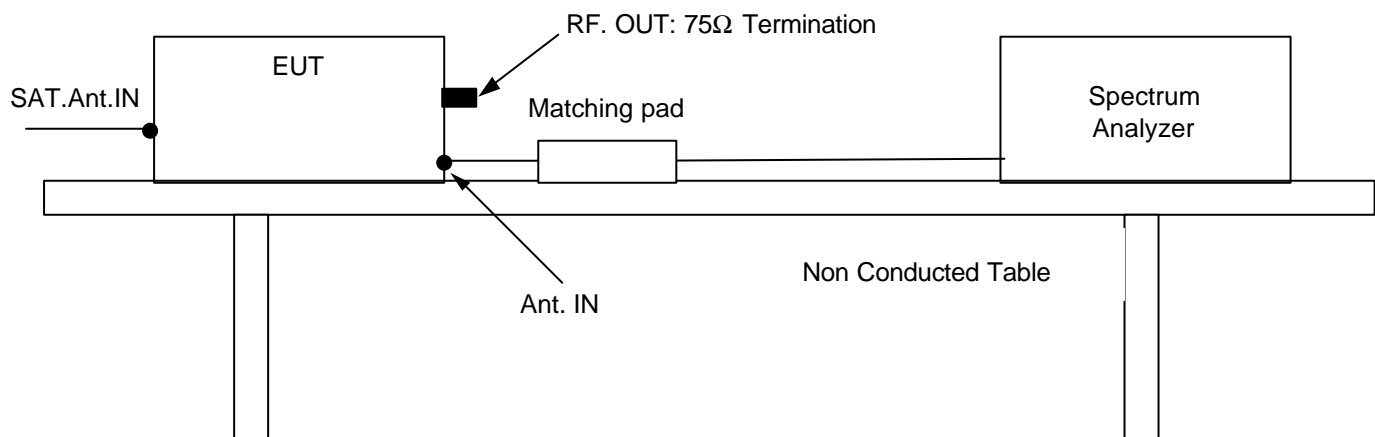 RF. OUT: 75Ω Termination
EUT
SAT.Ant.IN
Matching pad
Spectrum
Analyzer
Non Conducted Table
Ant. IN